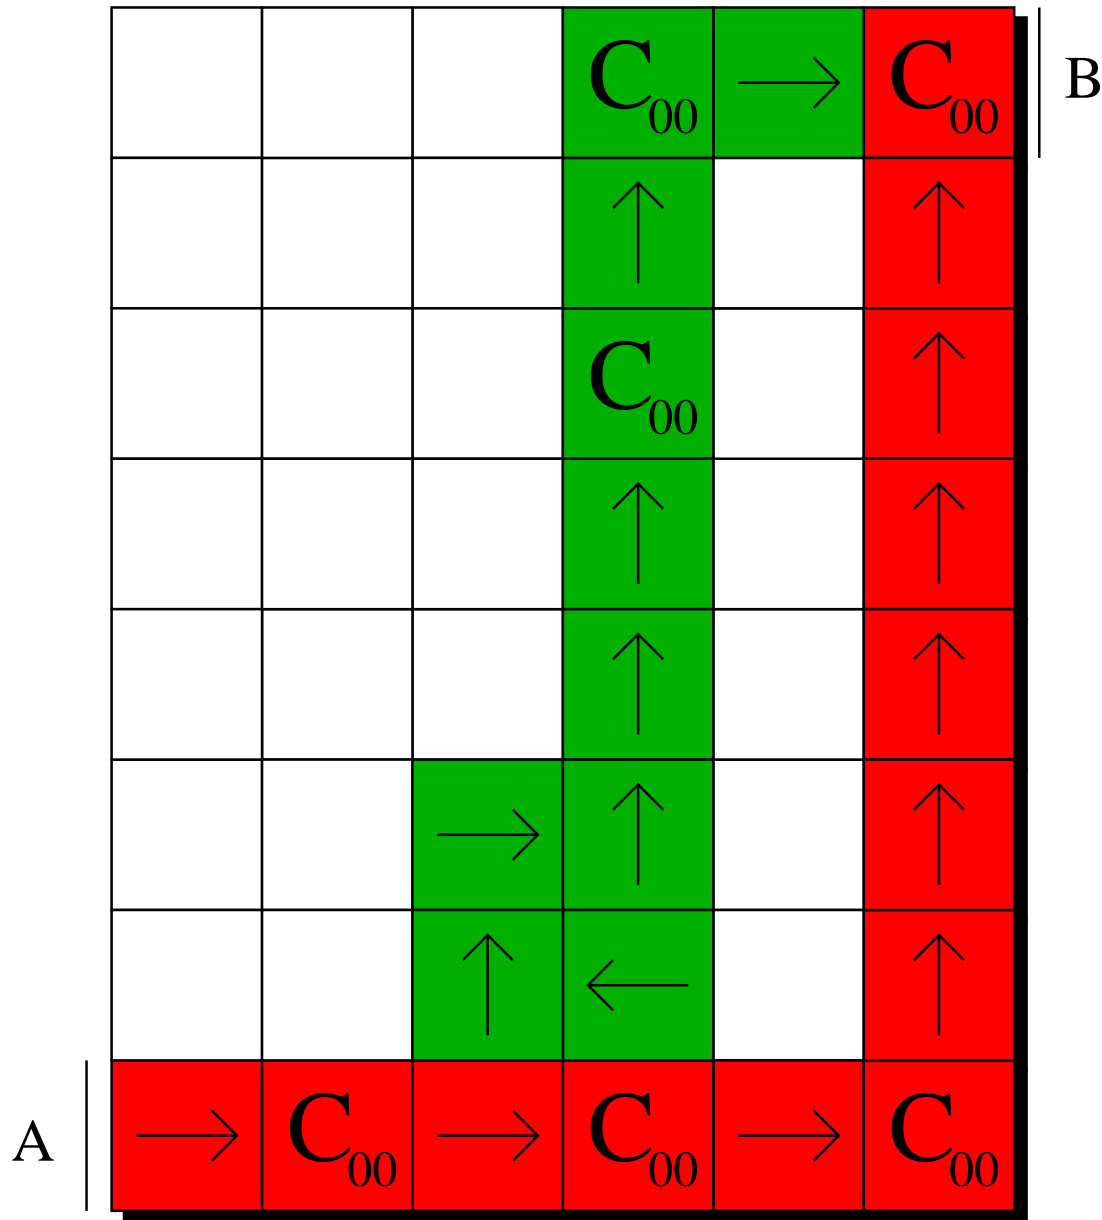 C00 → C00 B
↑ ↑
C00 ↑
↑ ↑
↑ ↑
→ ↑ ↑
↑ ← ↑
A → C00 → C00 → C00